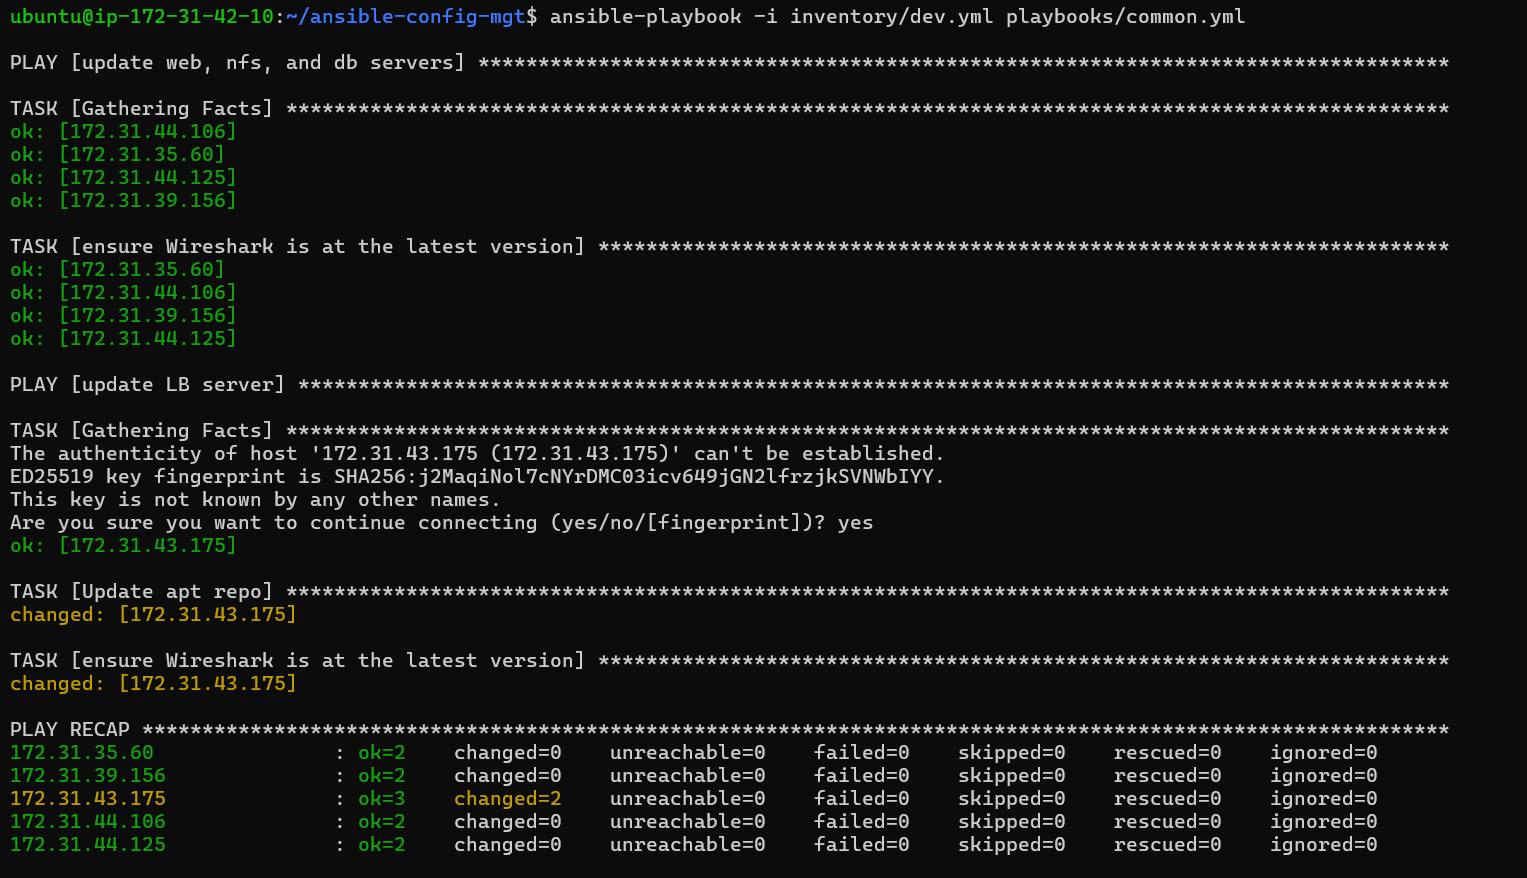 ubuntu@ip-172-31-42-10:~/ansible-config-mgt$ ansible-playbook -i inventory/dev.yml playbooks/common.yml
PLAY [update web, nfs, and db servers] *********************************************************************************
TASK [Gathering Facts] *************************************************************************************************
ok: [172.31.44.106]
ok: [172.31.35.60]
ok: [172.31.44.125]
ok: [172.31.39.156]
TASK [ensure Wireshark is at the latest version] ***********************************************************************
ok: [172.31.35.60]
ok: [172.31.44.106]
ok: [172.31.39.156]
ok: [172.31.44.125]
PLAY [update LB server] ************************************************************************************************
TASK [Gathering Facts] *************************************************************************************************
The authenticity of host '172.31.43.175 (172.31.43.175)' can't be established.
ED25519 key fingerprint is SHA256:j2MaqiNol7cNYrDMC03icv649jGN2lfrzjkSVNWbIYY.
This key is not known by any other names.
Are you sure you want to continue connecting (yes/no/[fingerprint])? yes
ok: [172.31.43.175]
TASK [Update apt repo] *************************************************************************************************
changed: [172.31.43.175]
TASK [ensure Wireshark is at the latest version] ***********************************************************************
changed: [172.31.43.175]
PLAY RECAP *************************************************************************************************************
172.31.35.60               : ok=2    changed=0    unreachable=0    failed=0    skipped=0    rescued=0    ignored=0
172.31.39.156              : ok=2    changed=0    unreachable=0    failed=0    skipped=0    rescued=0    ignored=0
172.31.43.175              : ok=3    changed=2    unreachable=0    failed=0    skipped=0    rescued=0    ignored=0
172.31.44.106              : ok=2    changed=0    unreachable=0    failed=0    skipped=0    rescued=0    ignored=0
172.31.44.125              : ok=2    changed=0    unreachable=0    failed=0    skipped=0    rescued=0    ignored=0